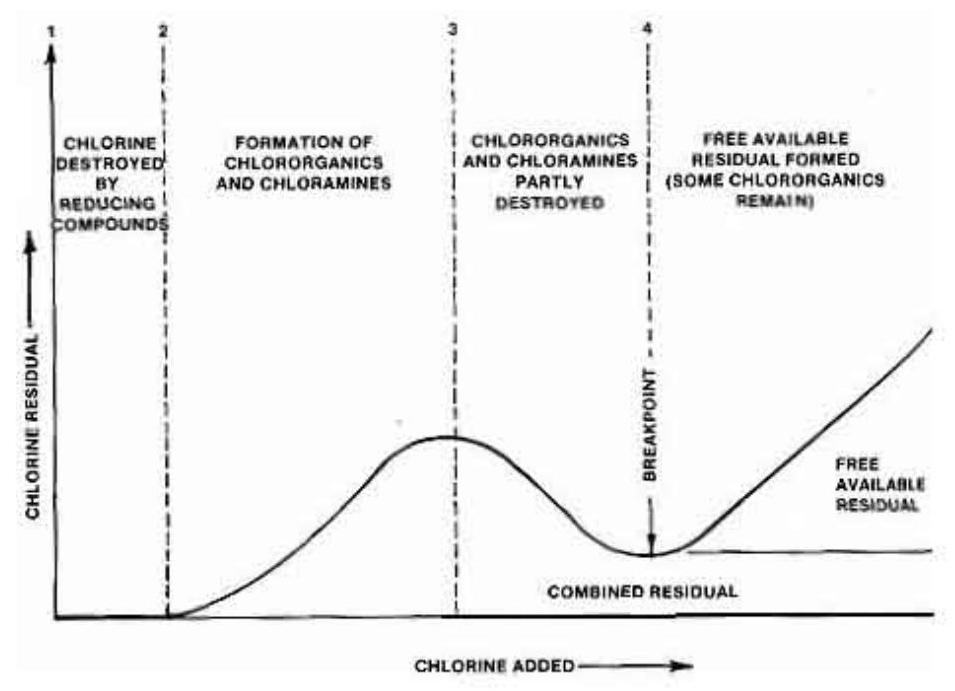 1
2
3
4
CHLORINE
DESTROYED
BY
REDUCING
COMPOUNDS
FORMATION OF
CHLORORGANICS
AND CHLORAMINES
CHLORORGANICS
AND CHLORAMINES
PARTLY
DESTROYED
FREE AVAILABLE
RESIDUAL FORMED
(SOME CHLORORGANICS
REMAIN)
CHLORINE RESIDUAL
BREAKPOINT
FREE
AVAILABLE
RESIDUAL
COMBINED RESIDUAL
CHLORINE ADDED